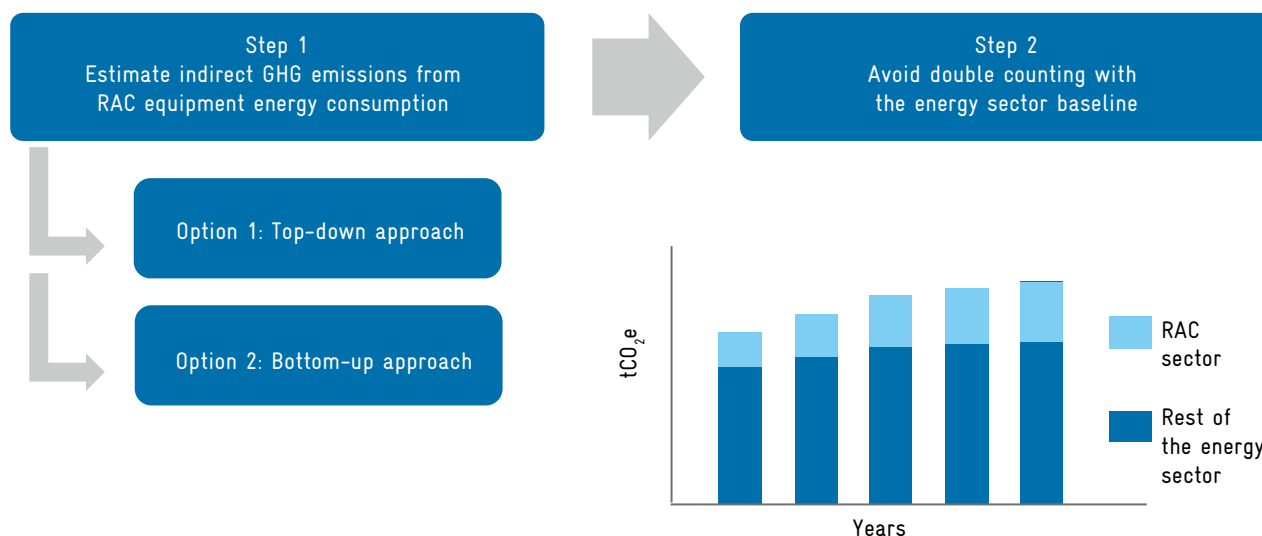 Step 1
Estimate indirect GHG emissions from
RAC equipment energy consumption
Step 2
Avoid double counting with
the energy sector baseline
Option 1: Top-down approach
Option 2: Bottom-up approach
tCO₂e
Years
RAC
sector
Rest of
the energy
sector